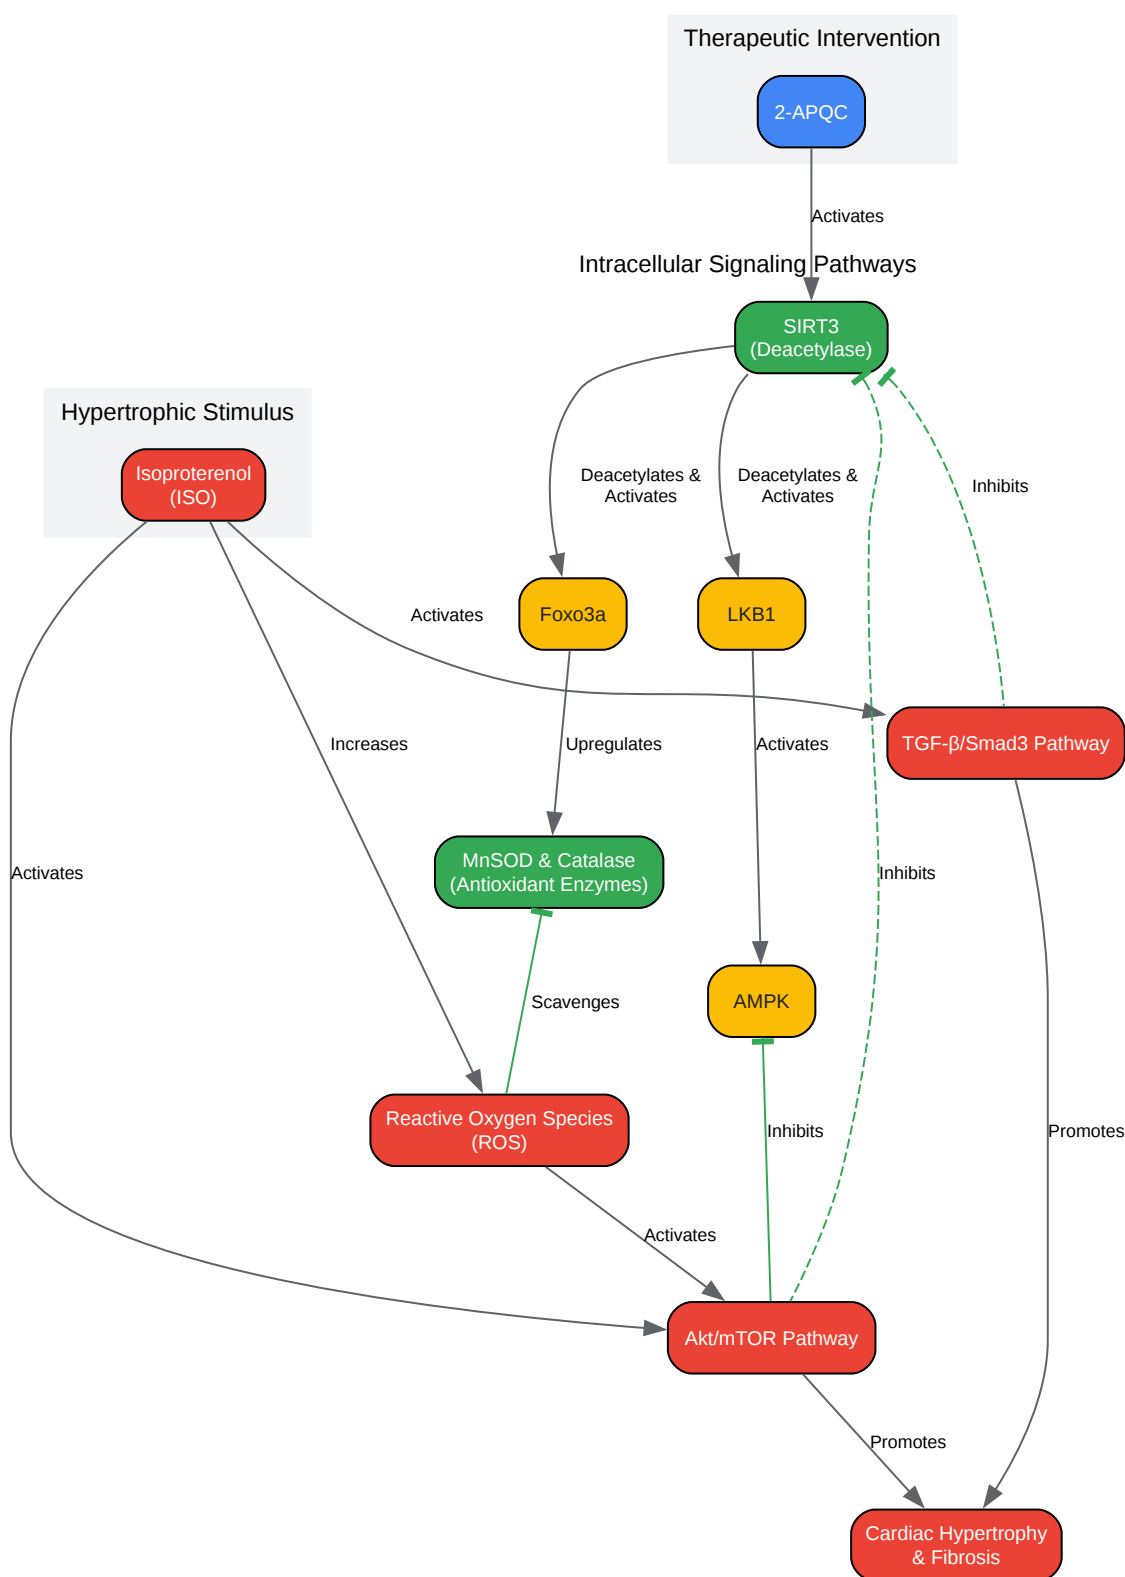 Therapeutic Intervention
2-APQC
Activates
Intracellular Signaling Pathways
SIRT3
(Deacetylase)
Hypertrophic Stimulus
Isoproterenol
(ISO)
Deacetylates &
Activates
Deacetylates &
Activates
Inhibits
Activates
Foxo3a
LKB1
Increases
Upregulates
Activates
TGF-β/Smad3 Pathway
Activates
MnSOD & Catalase
(Antioxidant Enzymes)
Inhibits
Scavenges
AMPK
Reactive Oxygen Species
(ROS)
Inhibits
Promotes
Activates
Akt/mTOR Pathway
Promotes
Cardiac Hypertrophy
& Fibrosis